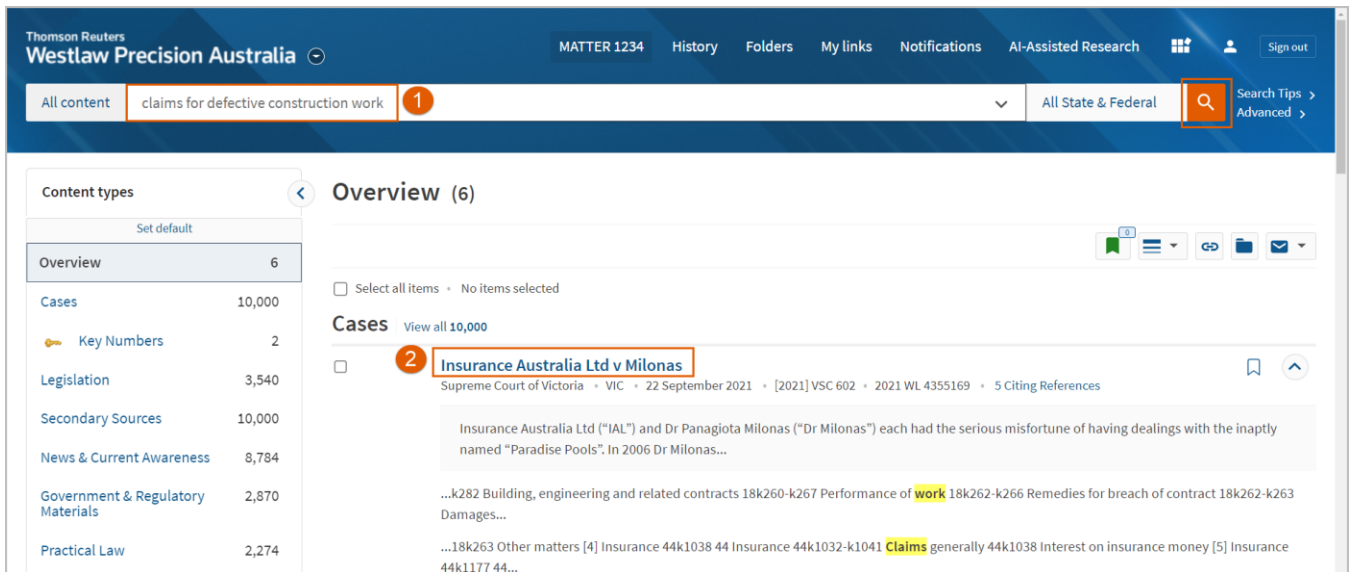 Thomson Reuters
Westlaw Precision Australia
MATTER 1234 History Folders My links Notifications AI-Assisted Research Sign out
All content claims for defective construction work 1 All State & Federal
Search Tips >
Advanced >
Content types
Set default
Overview 6
Cases 10,000
Key Numbers 2
Legislation 3,540
Secondary Sources 10,000
News & Current Awareness 8,784
Government & Regulatory
Materials 2,870
Practical Law 2,274
Overview (6)
0
Select all items • No items selected
Cases View all 10,000
2 Insurance Australia Ltd v Milonas
Supreme Court of Victoria • VIC • 22 September 2021 • [2021] VSC 602 • 2021 WL 4355169 • 5 Citing References
Insurance Australia Ltd (“IAL”) and Dr Panagiota Milonas (“Dr Milonas”) each had the serious misfortune of having dealings with the inaptly
named “Paradise Pools”. In 2006 Dr Milonas...
...k282 Building, engineering and related contracts 18k260-k267 Performance of work 18k262-k266 Remedies for breach of contract 18k262-k263
Damages...
...18k263 Other matters [4] Insurance 44k1038 44 Insurance 44k1032-k1041 Claims generally 44k1038 Interest on insurance money [5] Insurance
44k1177 44...